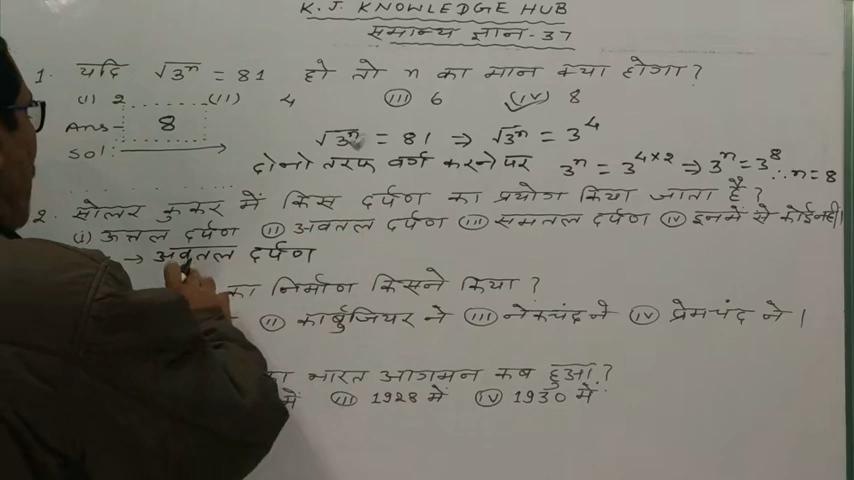 K. J. KNOWLEDGE HUB
सामान्य ज्ञान-37
1. यदि √3ⁿ = 81 हो तो n का मान क्या होगा?
(I) 2 (II) 4 (III) 6 (IV) 8
Ans- 8
√3ⁿ = 81 ⇒ √3ⁿ = 3⁴
Sol:
दोनो तरफ वर्ग करने पर 3ⁿ = 3⁴ˣ² ⇒ 3ⁿ = 3⁸ ∴ n = 8
2. सोलर कुकर में किस दर्पण का प्रयोग किया जाता है?
(i) उत्तल दर्पण (II) अवतल दर्पण (III) समतल दर्पण (IV) इनमें से कोई नहीं।
→ अवतल दर्पण
का निर्माण किसने किया?
(II) कार्बुजियर ने (III) नेकचंद ने (IV) प्रेमचंद ने।
का भारत आगमन कब हुआ?
में (III) 1928 में (IV) 1930 में